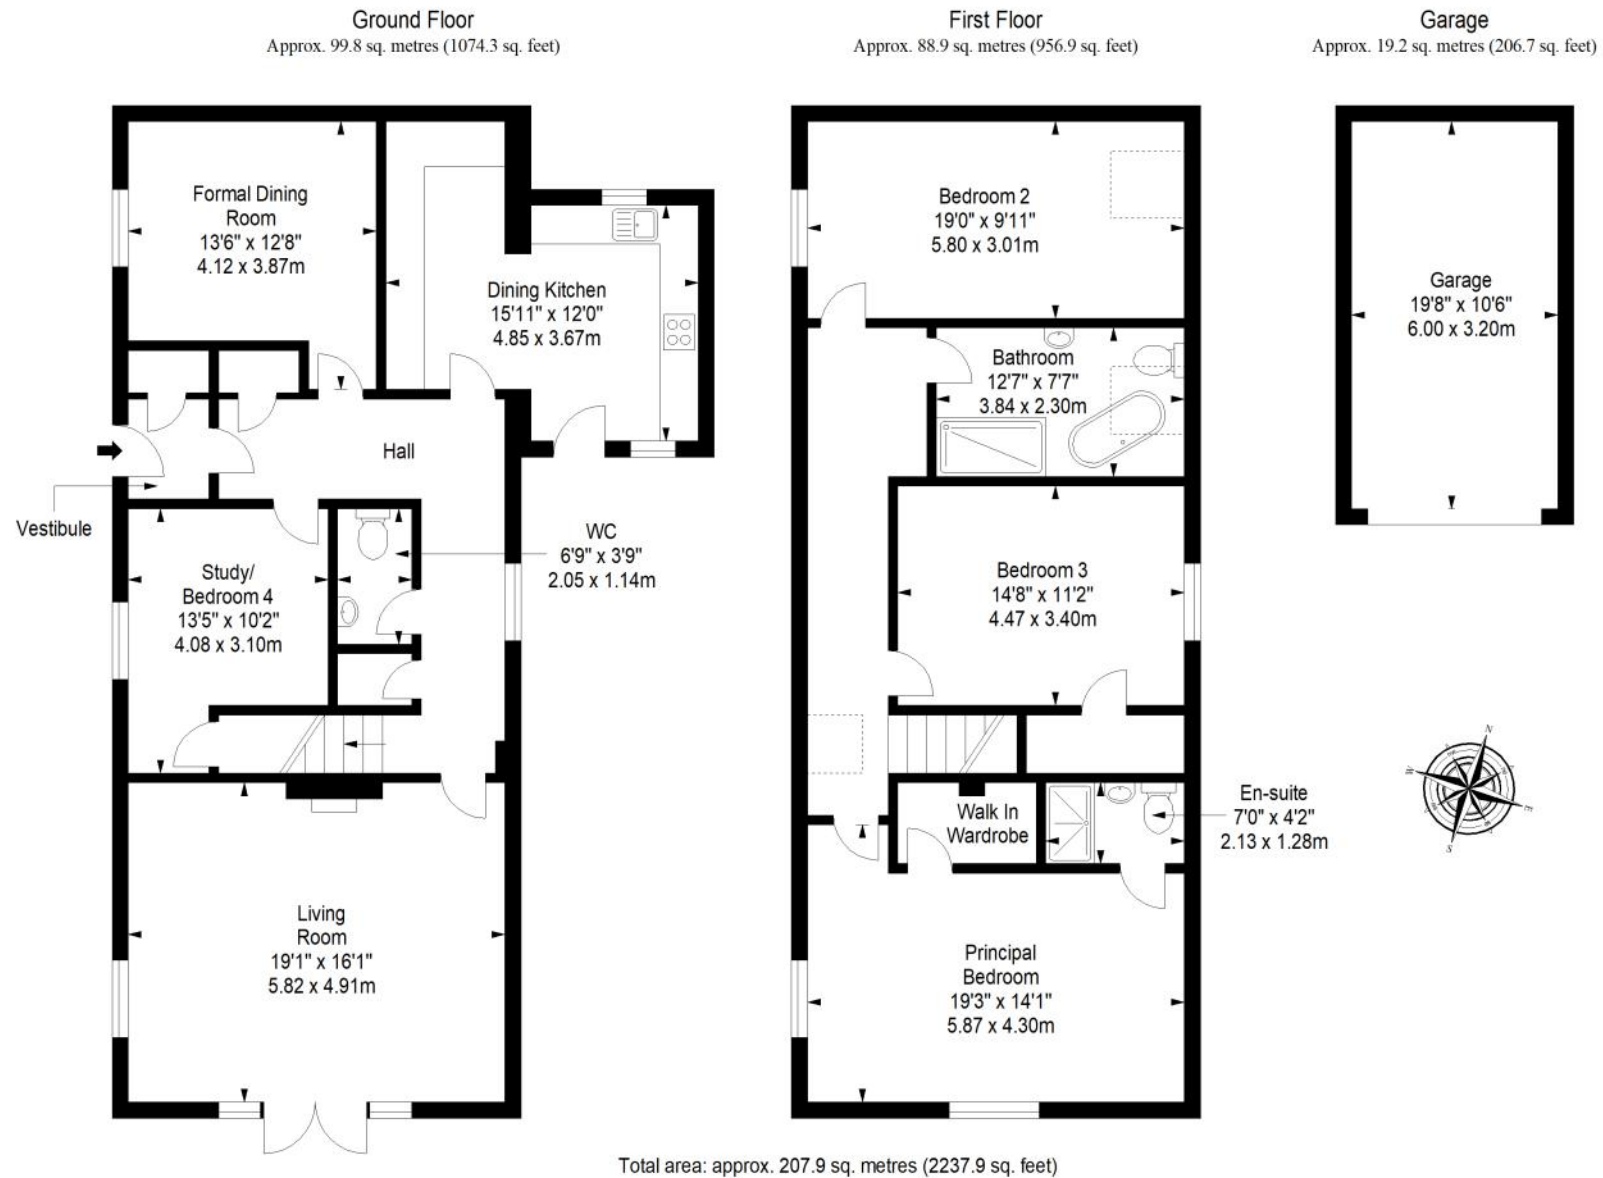 Ground Floor
Approx. 99.8 sq. metres (1074.3 sq. feet)
First Floor
Approx. 88.9 sq. metres (956.9 sq. feet)
Garage
Approx. 19.2 sq. metres (206.7 sq. feet)
Formal Dining
Room
13'6" x 12'8"
4.12 x 3.87m
Dining Kitchen
15'11" x 12'0"
4.85 x 3.67m
Hall
Vestibule
WC
6'9" x 3'9"
2.05 x 1.14m
Study/
Bedroom 4
13'5" x 10'2"
4.08 x 3.10m
Living
Room
19'1" x 16'1"
5.82 x 4.91m
Bedroom 2
19'0" x 9'11"
5.80 x 3.01m
Bathroom
12'7" x 7'7"
3.84 x 2.30m
Bedroom 3
14'8" x 11'2"
4.47 x 3.40m
Walk In
Wardrobe
En-suite
7'0" x 4'2"
2.13 x 1.28m
Principal
Bedroom
19'3" x 14'1"
5.87 x 4.30m
Garage
19'8" x 10'6"
6.00 x 3.20m
N
W
E
S
Total area: approx. 207.9 sq. metres (2237.9 sq. feet)